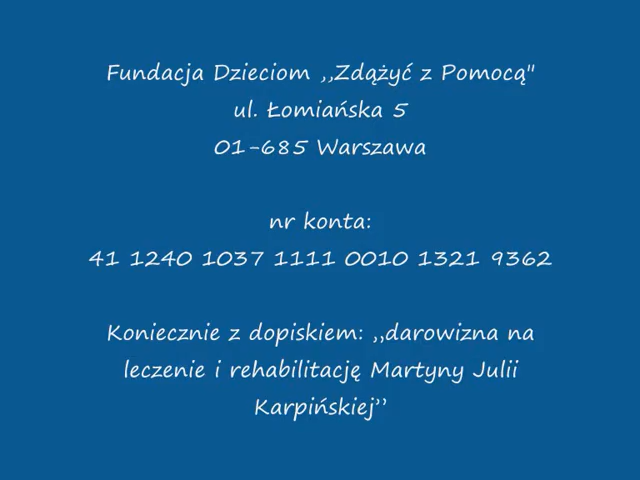 Fundacja Dzieciom ,,Zdążyć z Pomocą"
ul. Łomiańska 5
01-685 Warszawa
nr konta:
41 1240 1037 1111 0010 1321 9362
Koniecznie z dopiskiem: ,,darowizna na
leczenie i rehabilitację Martyny Julii
Karpińskiej”